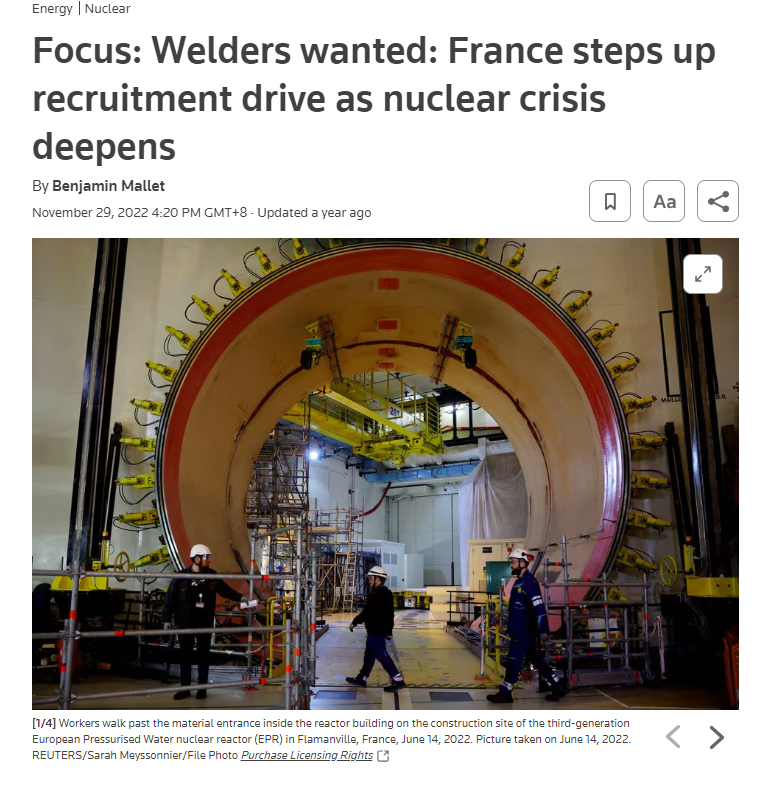 Energy | Nuclear
Focus: Welders wanted: France steps up
recruitment drive as nuclear crisis
deepens
By Benjamin Mallet
November 29, 2022 4:20 PM GMT+8 · Updated a year ago
Aa
[1/4] Workers walk past the material entrance inside the reactor building on the construction site of the third-generation
European Pressurised Water nuclear reactor (EPR) in Flamanville, France, June 14, 2022. Picture taken on June 14, 2022.
REUTERS/Sarah Meyssonnier/File Photo Purchase Licensing Rights